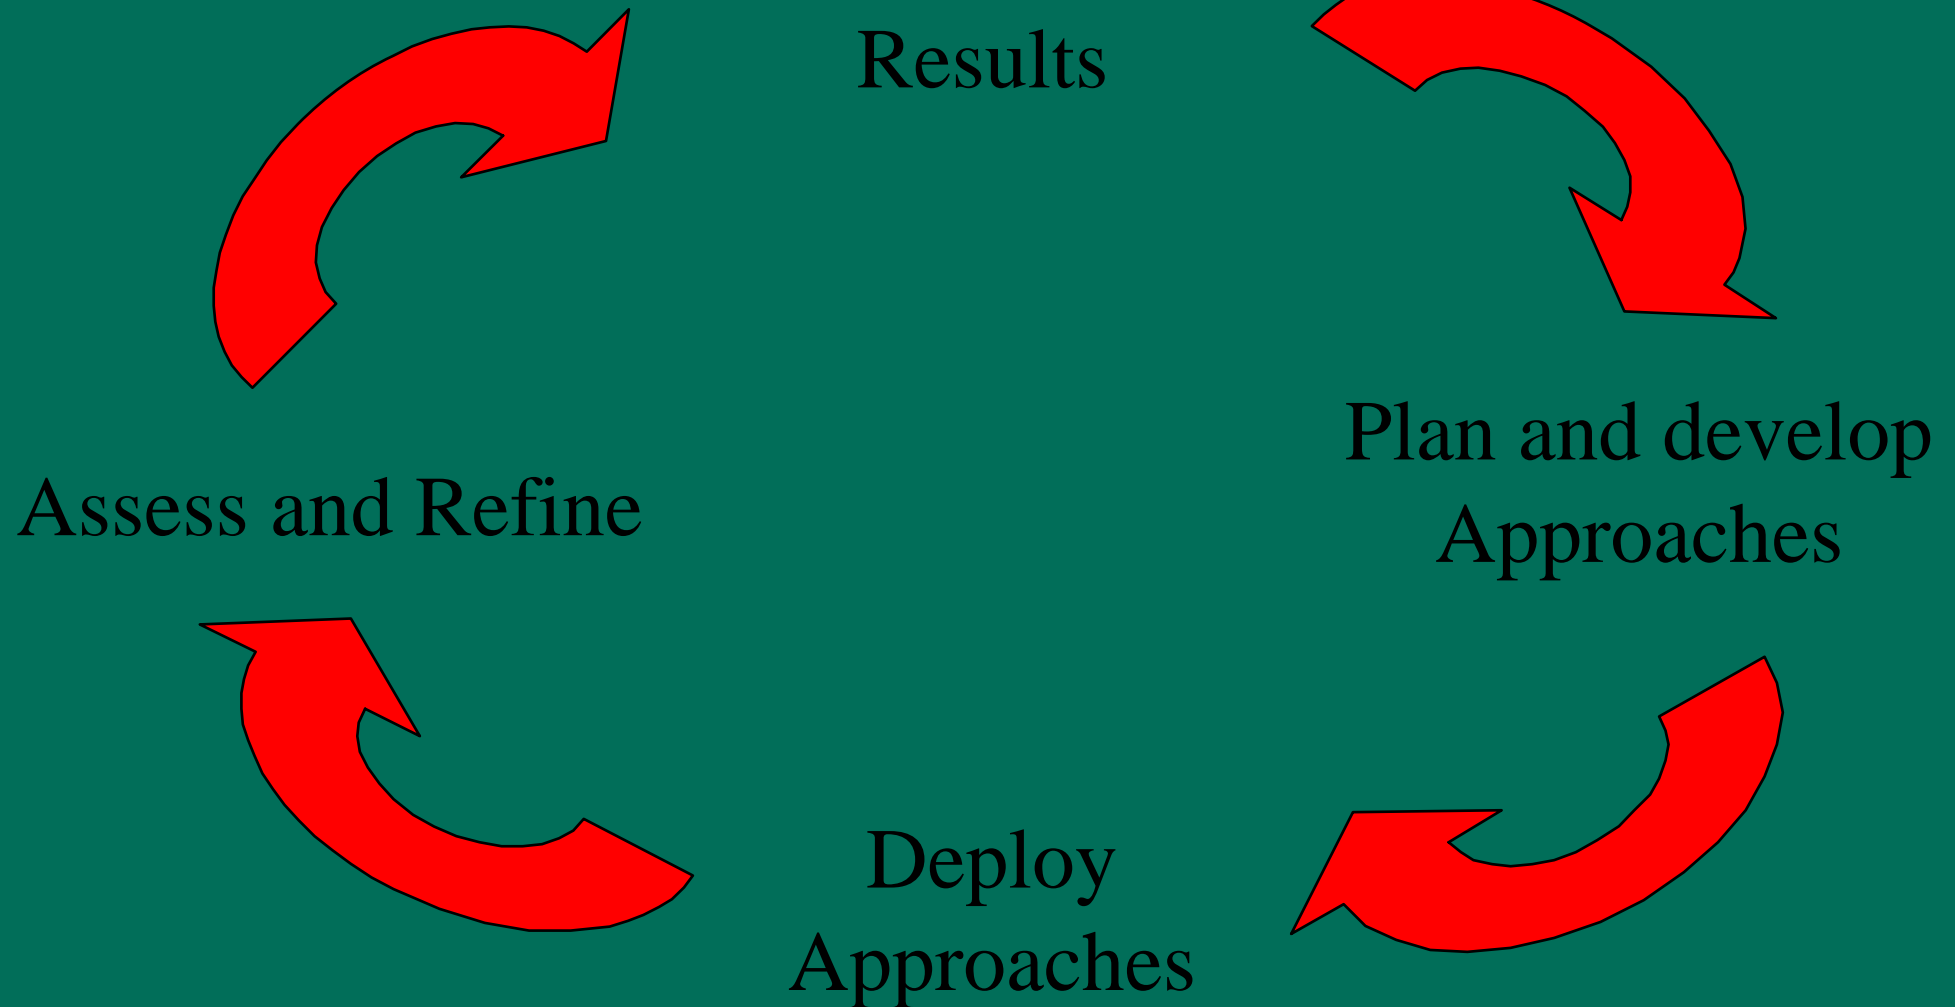 Results
Plan and develop
Approaches
Assess and Refine
Deploy
Approaches